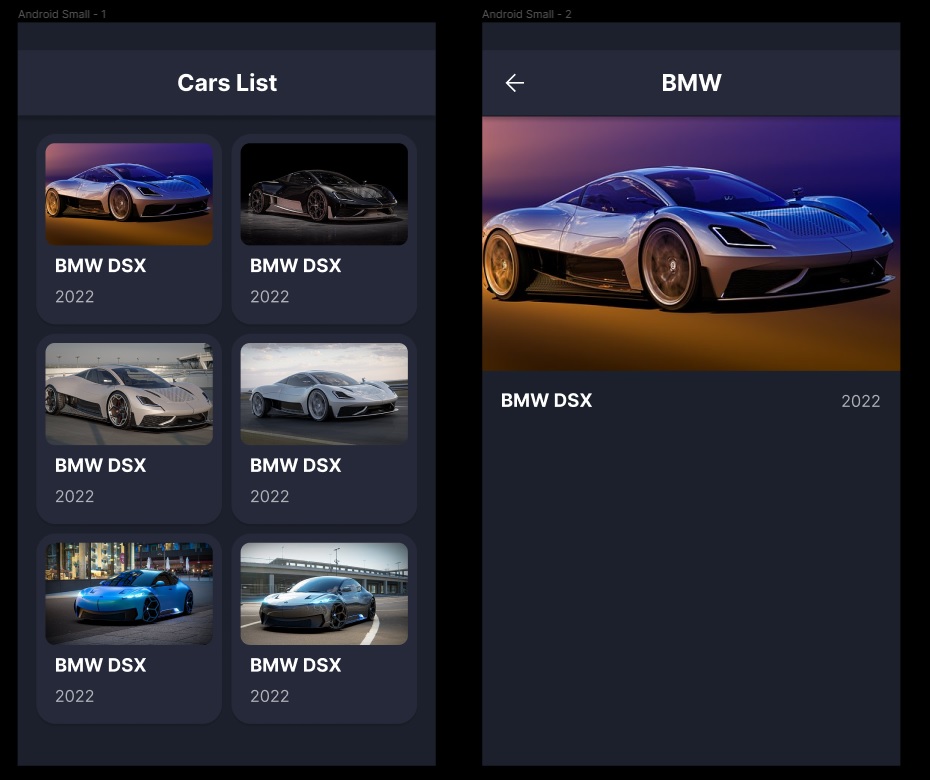 Android Small - 1
Cars List
BMW DSX
2022
BMW DSX
2022
BMW DSX
2022
BMW DSX
2022
BMW DSX
2022
BMW DSX
2022
Android Small - 2
BMW
BMW DSX
2022